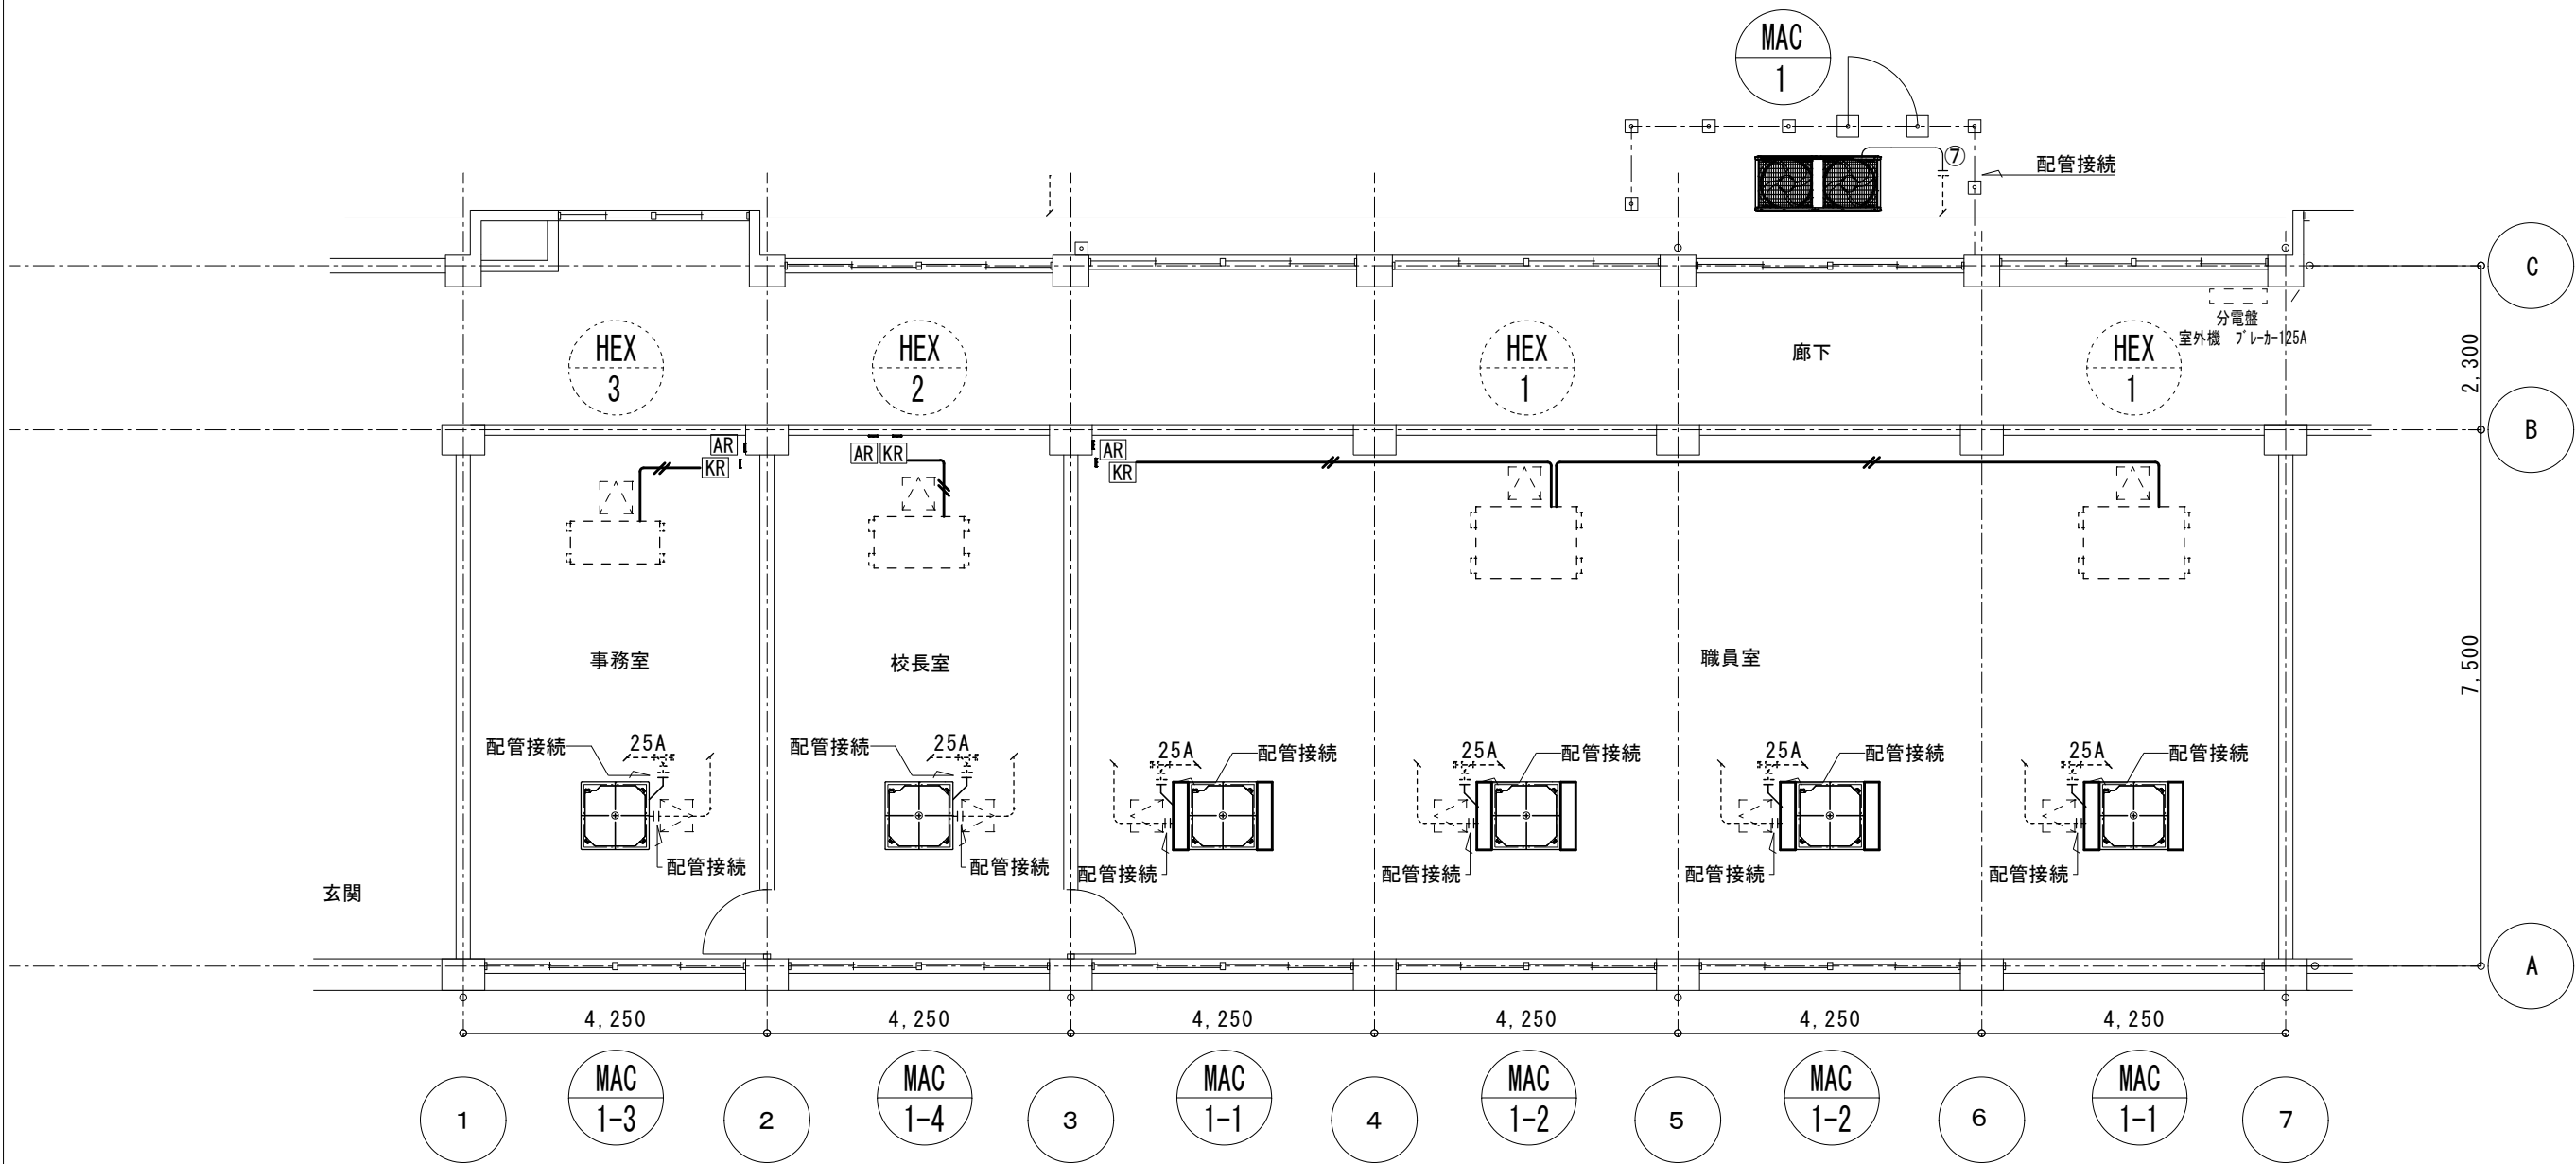 MAC
1
⑦
配管接続
C
分電盤
室外機 ﾌﾞﾚｰｶｰ125A
HEX
3
HEX
2
HEX
1
廊下
HEX
1
2,300
B
AR
KR
AR KR
AR
KR
事務室
校長室
職員室
7,500
配管接続
25A
配管接続
25A
25A
配管接続
25A
配管接続
25A
配管接続
25A
配管接続
配管接続
配管接続
配管接続
配管接続
配管接続
配管接続
玄関
A
4,250
4,250
4,250
4,250
4,250
4,250
1
MAC
1-3
2
MAC
1-4
3
MAC
1-1
4
MAC
1-2
5
MAC
1-2
6
MAC
1-1
7